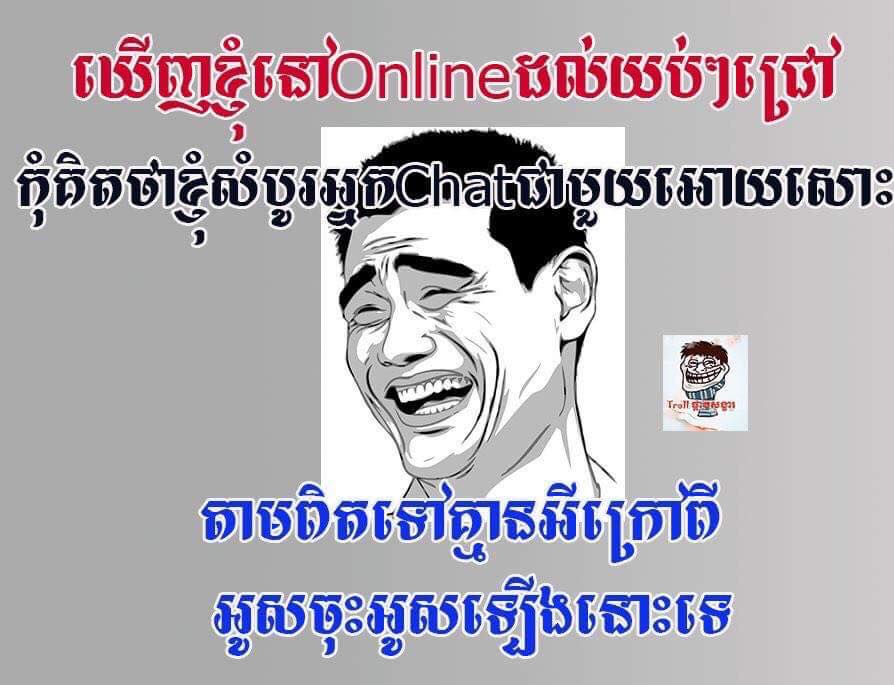 ឃើញខ្ញុំនៅOnlineដល់យប់ៗជ្រៅ
កុំគិតថាខ្ញុំសំបូរអ្នកChatជាមួយអោយសោះ
Troll
តាមពិតទៅគ្មានអីក្រៅពី
អូសចុះអូសឡើងនោះទេ